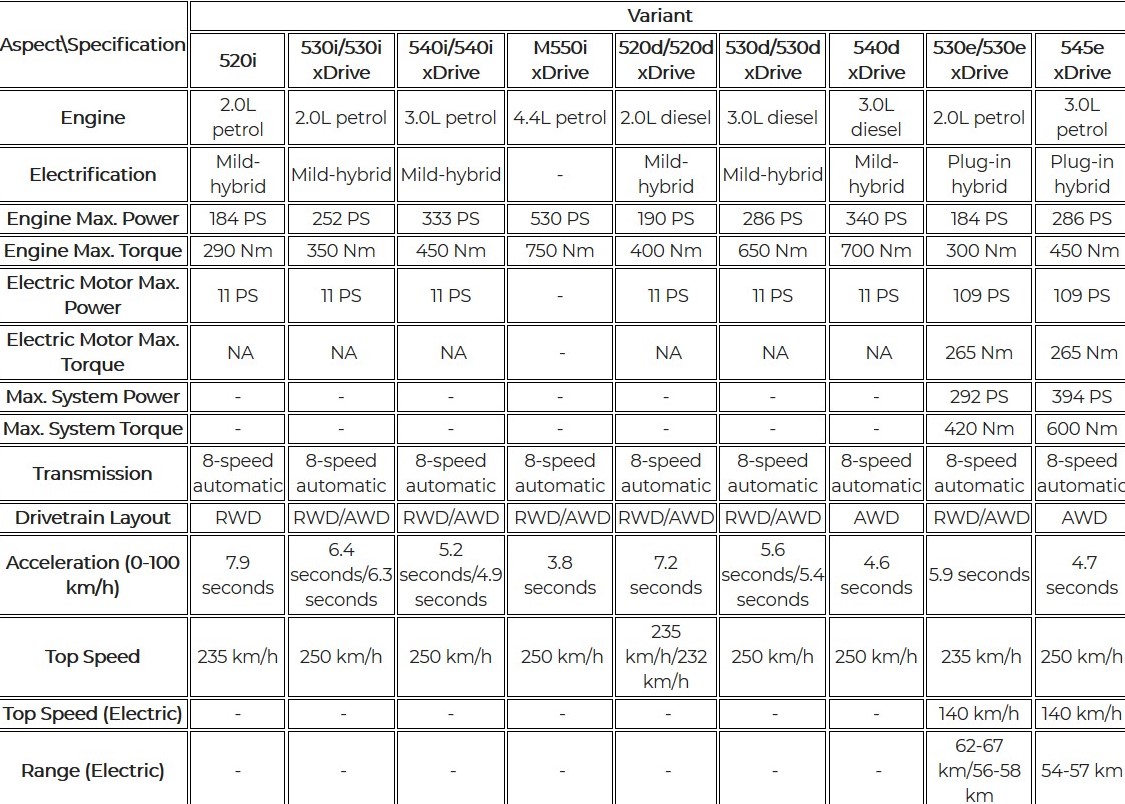 Aspect\Specification
Variant
520i
530i/530i
xDrive
540i/540i
xDrive
M550i
xDrive
520d/520d
xDrive
530d/530d
xDrive
540d
xDrive
530e/530e
xDrive
545e
xDrive
Engine
2.0L
petrol
2.0L petrol
3.0L petrol
4.4L petrol
2.0L diesel
3.0L diesel
3.0L
diesel
2.0L petrol
3.0L
petrol
Electrification
Mild-
hybrid
Mild-hybrid
Mild-hybrid
-
Mild-
hybrid
Mild-hybrid
Mild-
hybrid
Plug-in
hybrid
Plug-in
hybrid
Engine Max. Power
184 PS
252 PS
333 PS
530 PS
190 PS
286 PS
340 PS
184 PS
286 PS
Engine Max. Torque
290 Nm
350 Nm
450 Nm
750 Nm
400 Nm
650 Nm
700 Nm
300 Nm
450 Nm
Electric Motor Max.
Power
11 PS
11 PS
11 PS
-
11 PS
11 PS
11 PS
109 PS
109 PS
Electric Motor Max.
Torque
NA
NA
NA
-
NA
NA
NA
265 Nm
265 Nm
Max. System Power
-
-
-
-
-
-
-
292 PS
394 PS
Max. System Torque
-
-
-
-
-
-
-
420 Nm
600 Nm
Transmission
8-speed
automatic
8-speed
automatic
8-speed
automatic
8-speed
automatic
8-speed
automatic
8-speed
automatic
8-speed
automatic
8-speed
automatic
8-speed
automatic
Drivetrain Layout
RWD
RWD/AWD
RWD/AWD
RWD/AWD
RWD/AWD
RWD/AWD
AWD
RWD/AWD
AWD
Acceleration (0-100
km/h)
7.9
seconds
6.4
seconds/6.3
seconds
5.2
seconds/4.9
seconds
3.8
seconds
7.2
seconds
5.6
seconds/5.4
seconds
4.6
seconds
5.9 seconds
4.7
seconds
Top Speed
235 km/h
250 km/h
250 km/h
250 km/h
235
km/h/232
km/h
250 km/h
250 km/h
235 km/h
250 km/h
Top Speed (Electric)
-
-
-
-
-
-
-
140 km/h
140 km/h
Range (Electric)
-
-
-
-
-
-
-
62-67
km/56-58
km
54-57 km